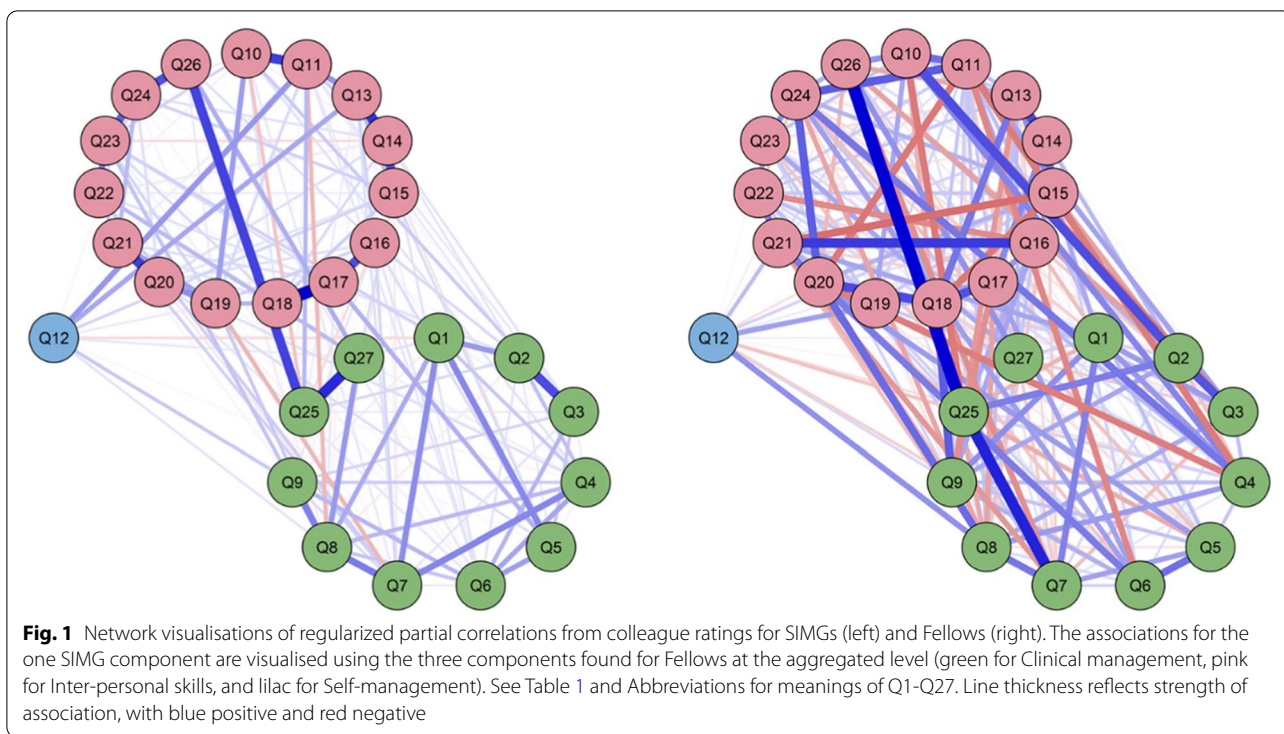 Q10
Q26
Q11
Q24
Q13
Q23
Q14
Q22
Q15
Q21
Q16
Q20
Q17
Q19
Q18
Q12
Q1
Q27
Q2
Q25
Q3
Q9
Q4
Q8
Q5
Q7
Q6
Q10
Q26
Q11
Q24
Q13
Q23
Q14
Q22
Q15
Q21
Q16
Q20
Q17
Q19
Q18
Q12
Q1
Q27
Q2
Q25
Q3
Q9
Q4
Q8
Q5
Q7
Q6
Fig. 1 Network visualisations of regularized partial correlations from colleague ratings for SIMGs (left) and Fellows (right). The associations for the
one SIMG component are visualised using the three components found for Fellows at the aggregated level (green for Clinical management, pink
for Inter-personal skills, and lilac for Self-management). See Table 1 and Abbreviations for meanings of Q1-Q27. Line thickness reflects strength of
association, with blue positive and red negative